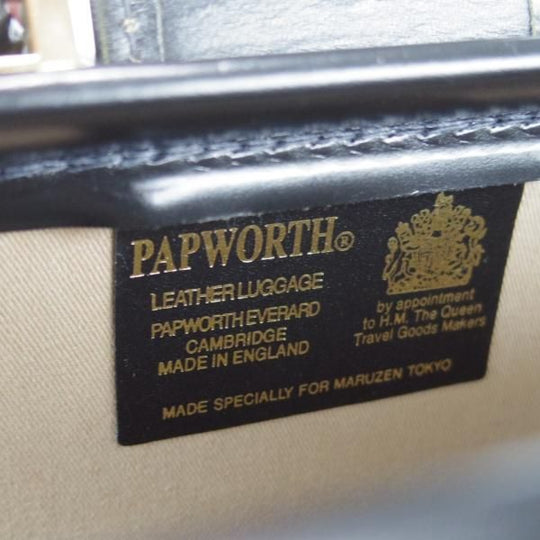 PAPWORTH®
LEATHER LUGGAGE
PAPWORTH EVERARD
CAMBRIDGE
MADE IN ENGLAND
by appointment
to H.M. The Queen
Travel Goods Makers
MADE SPECIALLY FOR MARUZEN TOKYO